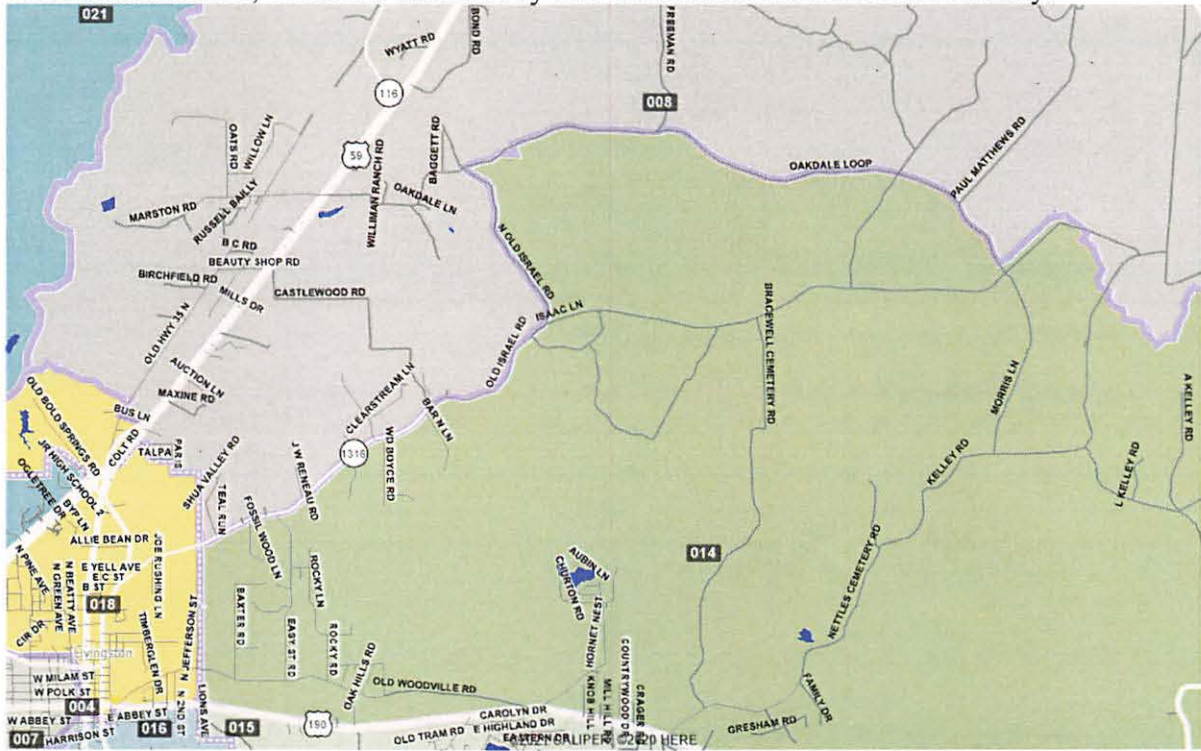 021
WYATT RD
BOND RD
FREEMAN RD
116
008
59
OATS RD
WILLOW LN
RUSSELL BAILLY
MARSTON RD
WILLIMAN RANCH RD
BAGGETT RD
OAKDALE LN
OAKDALE LOOP
PAUL MATTHEWS RD
B C RD
BEAUTY SHOP RD
BIRCHFIELD RD
MILLS DR
CASTLEWOOD RD
N OLD ISRAEL RD
ISAAC LN
OLD ISRAEL RD
OLD HWY 35 N
AUCTION LN
MAXINE RD
CLEARSTREAM LN
BAR N LN
BRACEWELL CEMETERY RD
MORRIS LN
A KELLEY RD
OLD BOLD SPRINGS RD
BUS LN
COLT RD
TALPA
PARIS
SHUA VALLEY RD
J W RENEAU RD
1316
WD BOYCE RD
KELLEY RD
L KELLEY RD
JR HIGH SCHOOL 2
OGLETREE DR
BYP LN
TEAL RUN
FOSSIL WOOD LN
ALLIE BEAN DR
JOE RUSHING LN
N PINE AVE
N BEATTY AVE
N GREEN AVE
E YELL AVE
E C ST
B ST
018
ROCKY LN
AUBIN LN
CHURTON RD
014
NETTLES CEMETERY RD
CIR DR
TIMBERGLEN DR
N JEFFERSON ST
BAXTER RD
EAST ST RD
ROCKY RD
HORNET NEST
Livingston
W MILAM ST
W POLK ST
004
N 2ND ST
LIONS AVE
OAK HILLS RD
OLD WOODVILLE RD
KNOB HILL
MILL HILL RD
COUNTRYWOOD DR
CRAGER RD
FAMILY DR
W ABBEY ST
E ABBEY ST
007
HARRISON ST
016
015
190
CAROLYN DR
OLD TRAM RD
E HIGHLAND DR
EASTERN DR
GRESHAM RD
©2021 CALIPER; ©2020 HERE